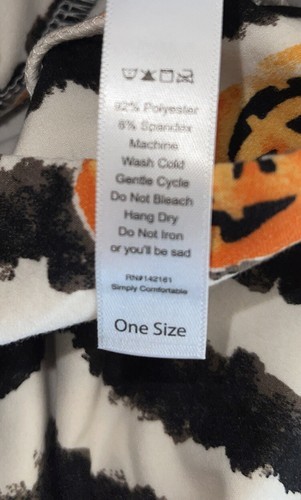 92% Polyester
8% Spandex
Machine
Wash Cold
Gentle Cycle
Do Not Bleach
Hang Dry
Do Not Iron
or you'll be sad
RN#142161
Simply Comfortable
One Size